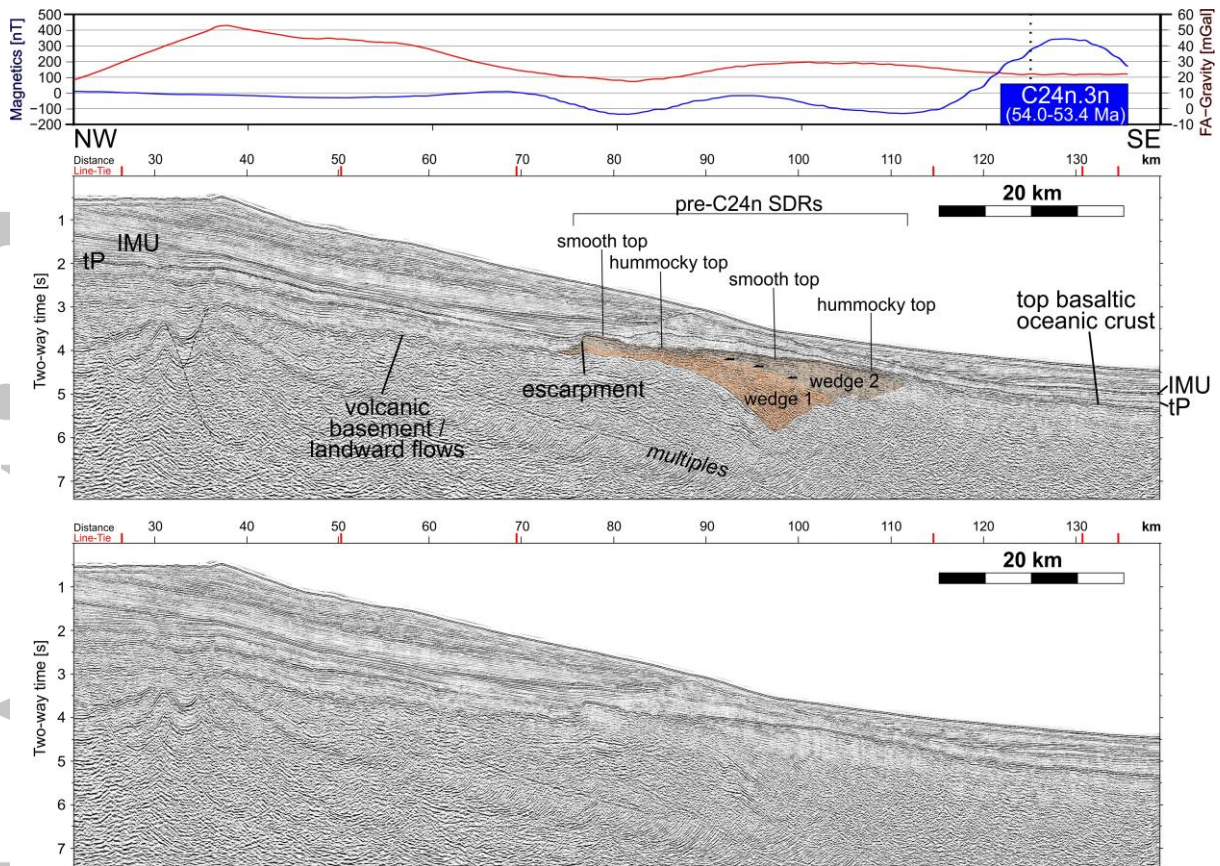 500
400
300
200
100
0
−100
−200
Magnetics [nT]
60
50
40
30
20
10
0
-10
FA−Gravity [mGal]
C24n.3n
(54.0-53.4 Ma)
NW
SE
Distance 30 40 50 60 70 80 90 100 110 120 130 km
Line-Tie
20 km
pre-C24n SDRs
smooth top
hummocky top
smooth top
hummocky top
top basaltic
oceanic crust
IMU
tP
1
2
3
4
5
6
7
Two-way time [s]
escarpment
wedge 2
wedge 1
volcanic
basement /
landward flows
multiples
IMU
tP
Distance 30 40 50 60 70 80 90 100 110 120 130 km
Line-Tie
20 km
1
2
3
4
5
6
7
Two-way time [s]